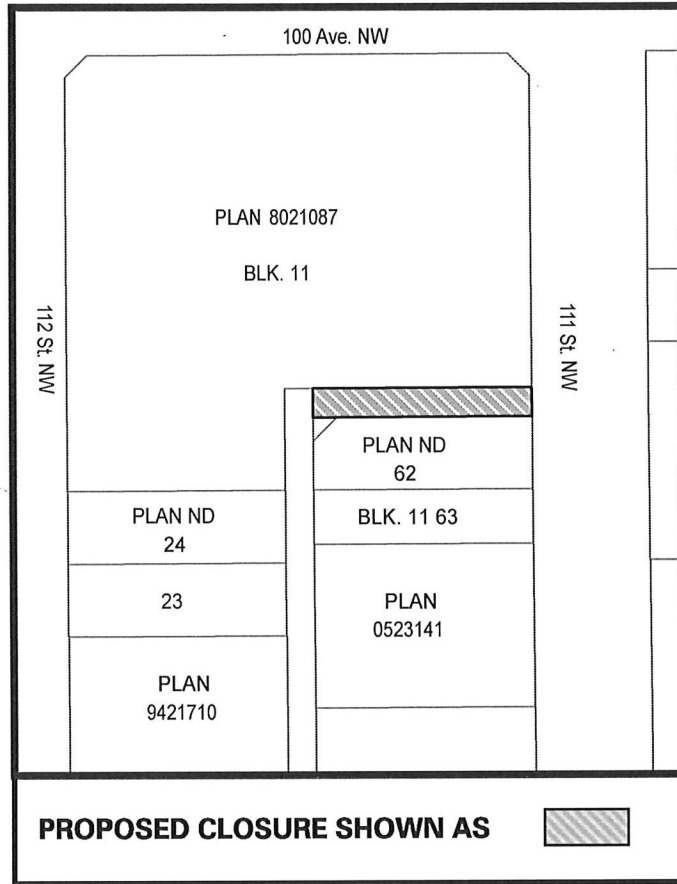 100 Ave. NW
PLAN 8021087
BLK. 11
112 St. NW
111 St. NW
PLAN ND
62
PLAN ND
24
BLK. 11 63
23
PLAN
0523141
PLAN
9421710
PROPOSED CLOSURE SHOWN AS